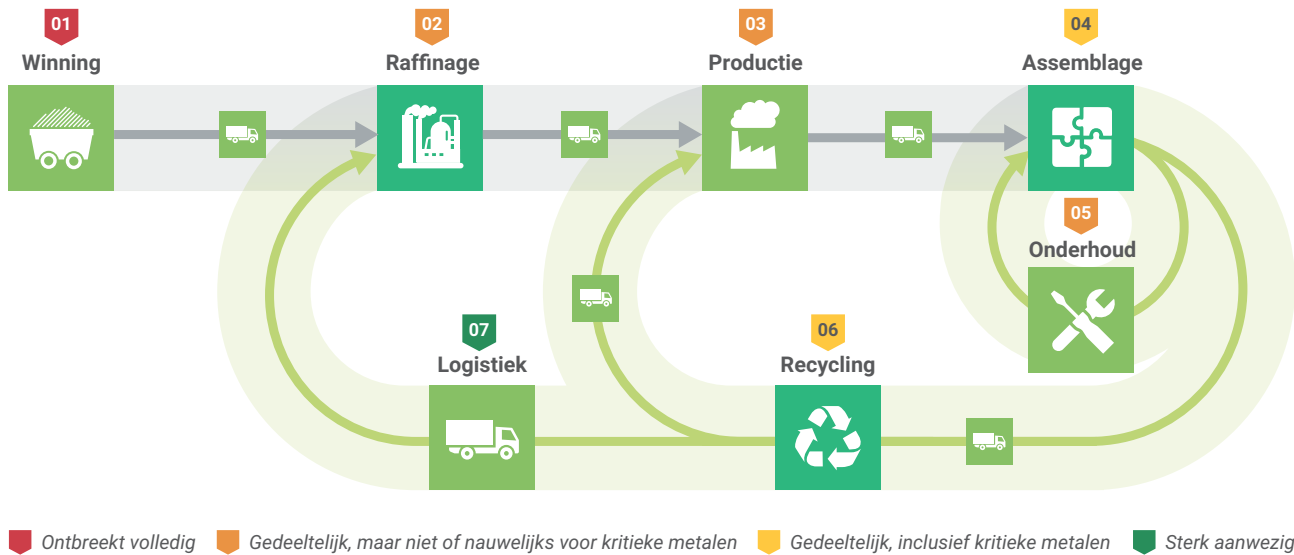 01
Winning
02
Raffinage
03
Productie
04
Assemblage
05
Onderhoud
07
Logistiek
06
Recycling
Ontbreekt volledig
Gedeeltelijk, maar niet of nauwelijks voor kritieke metalen
Gedeeltelijk, inclusief kritieke metalen
Sterk aanwezig